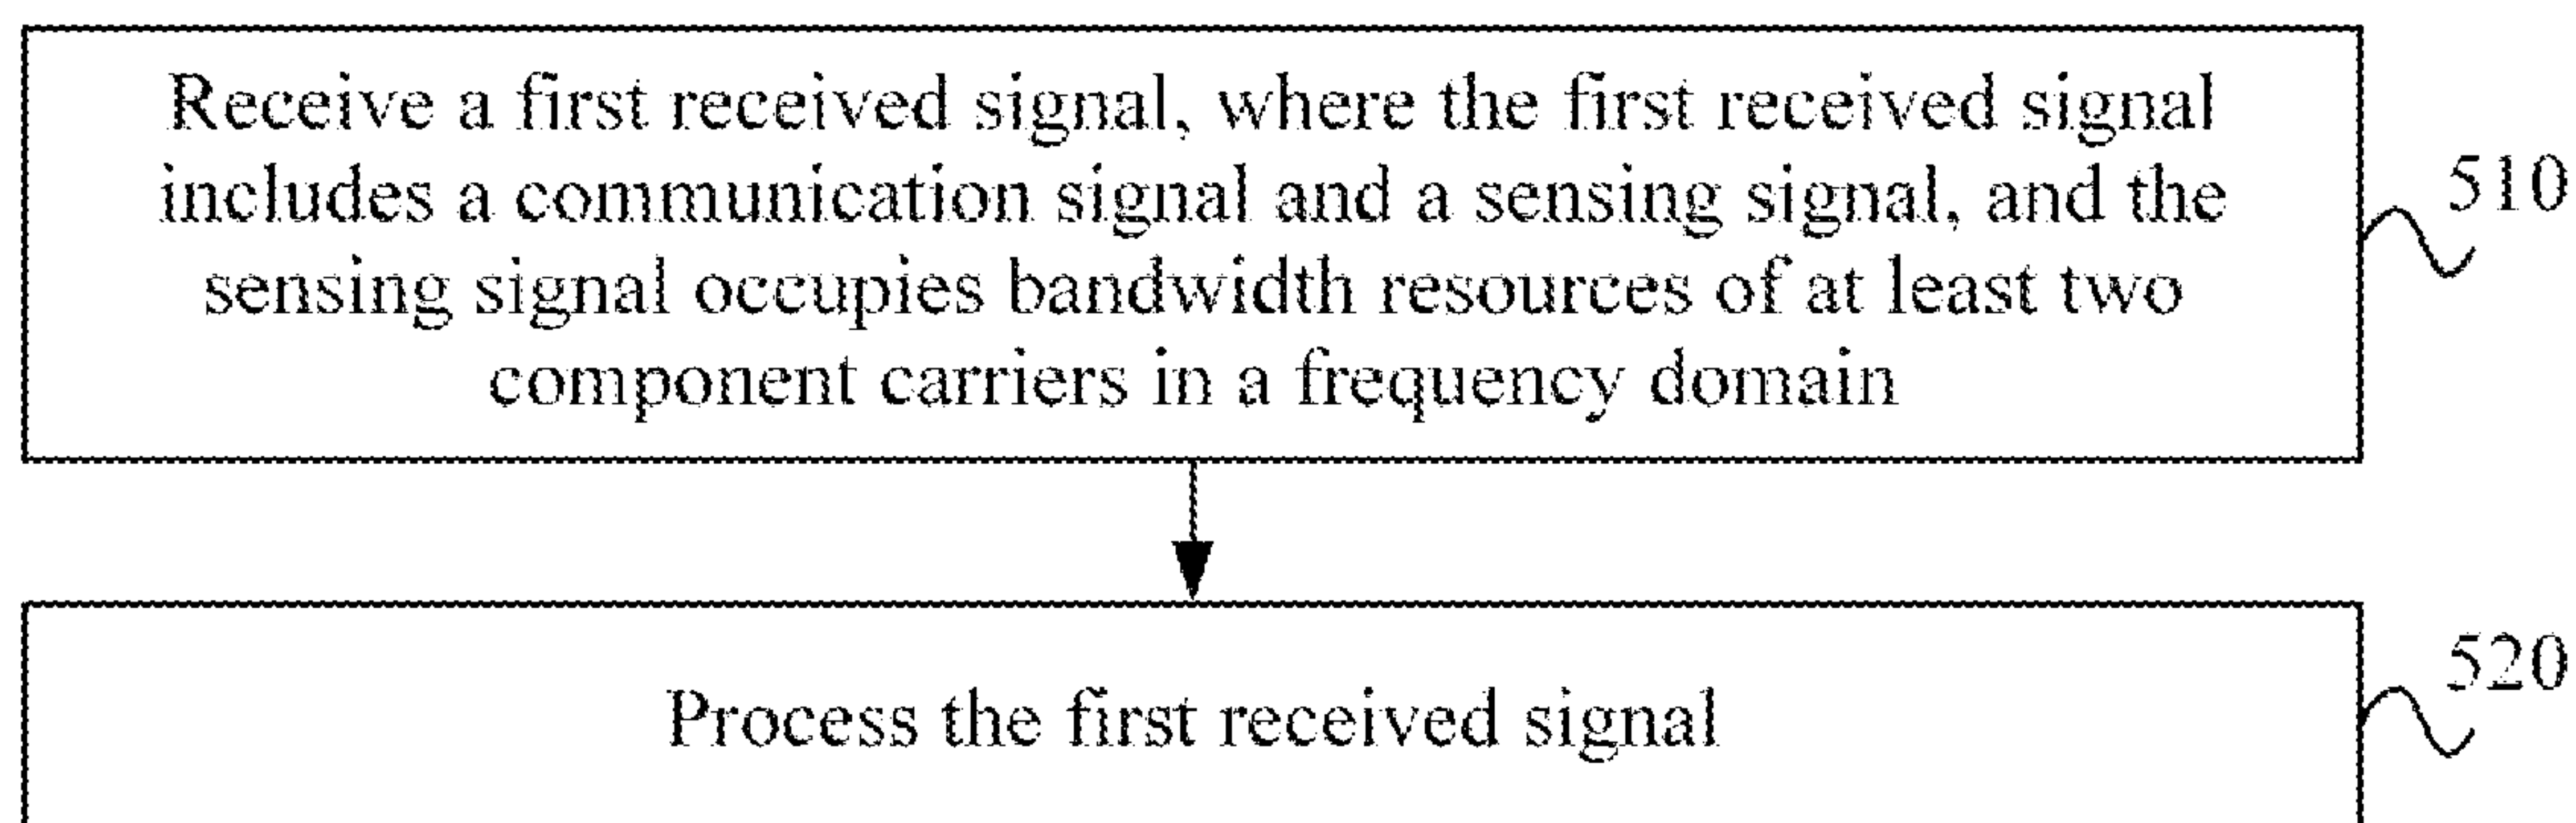 Receive a first received signal, where the first received signal
includes a communication signal and a sensing signal, and the
sensing signal occupies bandwidth resources of at least two
component carriers in a frequency domain
510
Process the first received signal
520